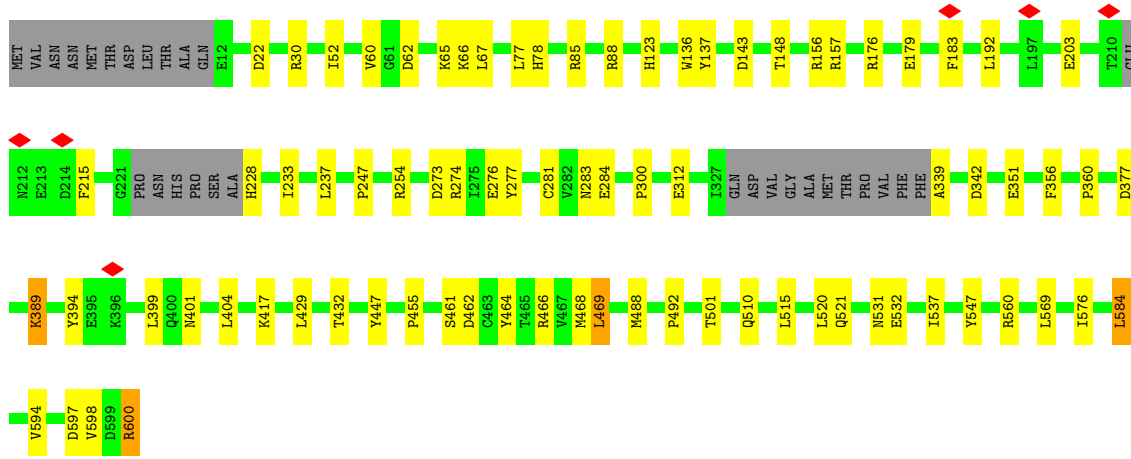 MET VAL ASN ASN MET THR ASP LEU THR ALA GLN E12 D22 R30 I52 V60 G61 D62 K65 K66 L67 L77 H78 R85 R88 H123 W136 Y137 D143 T148 R156 R157 R176 E179 F183 L192 L197 E203 T210 GLU
N212 E213 D214 F215 G221 PRO ASN HIS PRO SER ALA H228 I233 L237 P247 R254 D273 R274 I275 E276 Y277 C281 V282 N283 E284 P300 E312 I327 GLN ASP VAL GLY ALA MET THR PRO VAL PHE PHE A339 D342 E351 F356 P360 D377
K389 Y394 E395 K396 L399 Q400 N401 L404 K417 L429 T432 Y447 P455 S461 D462 C463 Y464 T465 R466 V467 M468 L469 M488 P492 T501 Q510 L515 L520 Q521 N531 E532 I537 Y547 R560 L569 I576 L584
V594 D597 V598 D599 R600